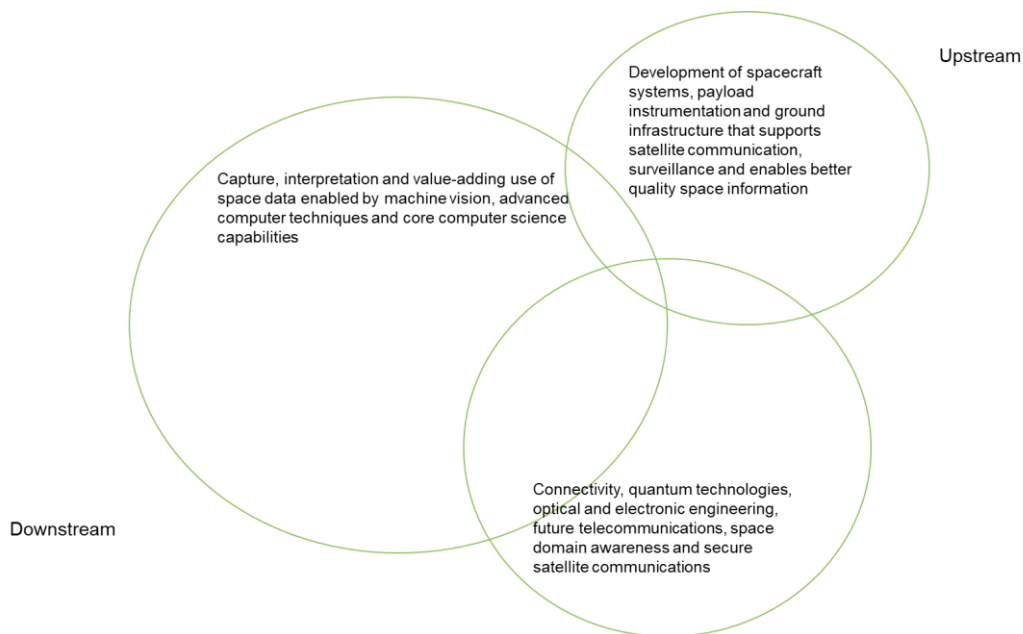 Upstream
Development of spacecraft
systems, payload
instrumentation and ground
infrastructure that supports
satellite communication,
surveillance and enables better
quality space information
Capture, interpretation and value-adding use of
space data enabled by machine vision, advanced
computer techniques and core computer science
capabilities
Connectivity, quantum technologies,
optical and electronic engineering,
future telecommunications, space
domain awareness and secure
satellite communications
Downstream